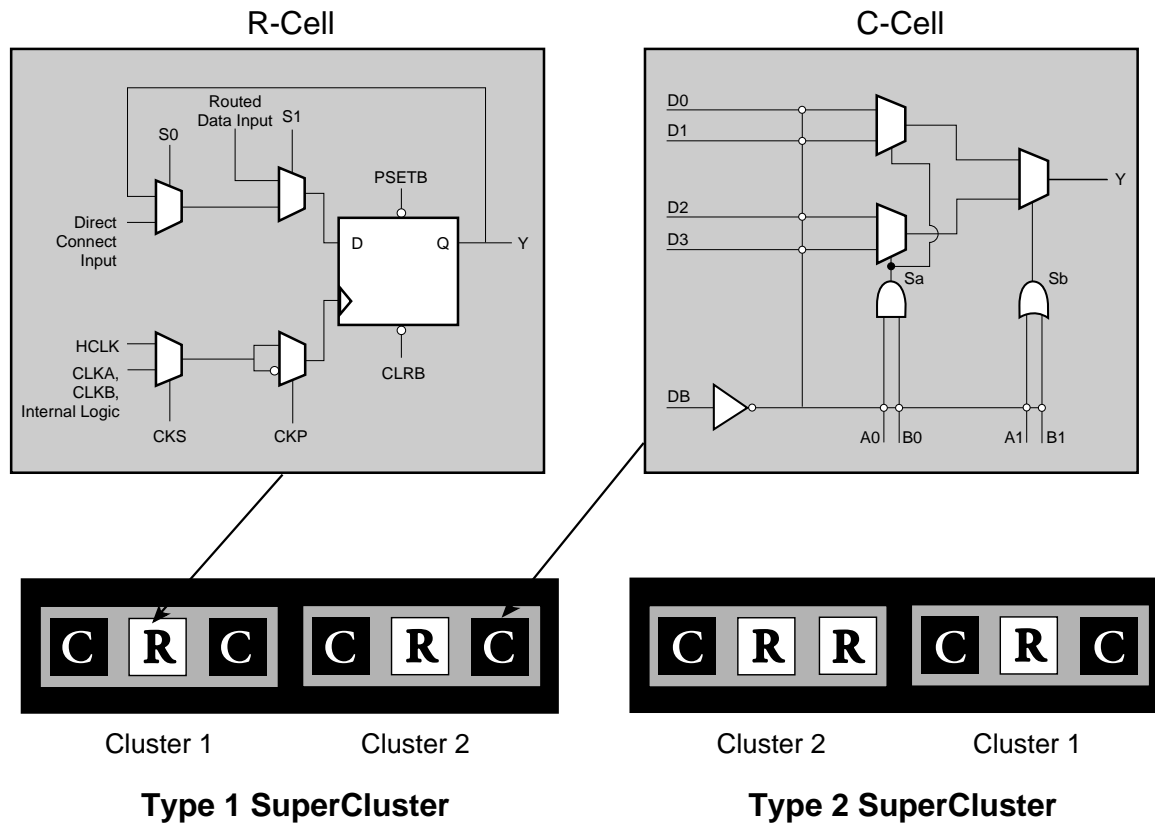 R-Cell
Routed
Data Input
S1
S0
PSETB
Direct
Connect
Input
D
Q
Y
HCLK
CLKA,
CLKB,
Internal Logic
CKS
CKP
CLRB
C-Cell
D0
D1
D2
D3
Y
Sa
Sb
DB
A0
B0
A1
B1
C R C
C R C
Cluster 1
Cluster 2
Type 1 SuperCluster
C R R
C R C
Cluster 2
Cluster 1
Type 2 SuperCluster